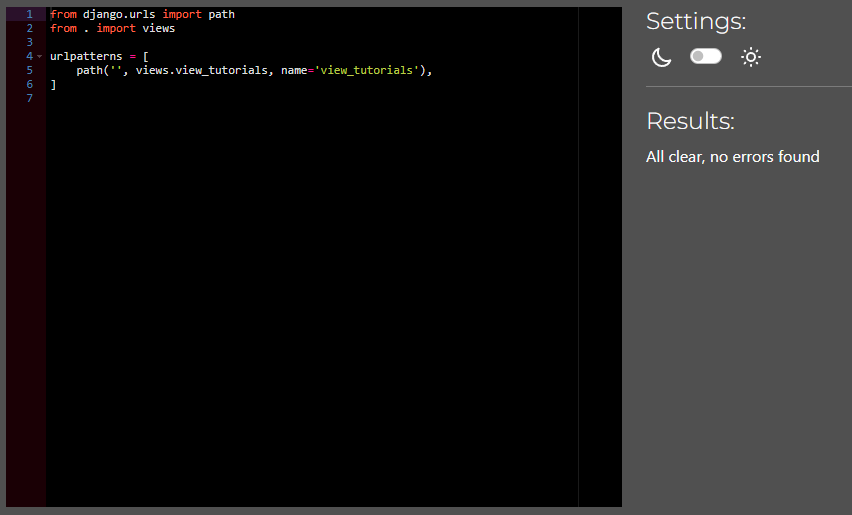 1 from django.urls import path
2 from . import views
3
4 urlpatterns = [
5     path('', views.view_tutorials, name='view_tutorials'),
6 ]
7
Settings:
Results:
All clear, no errors found